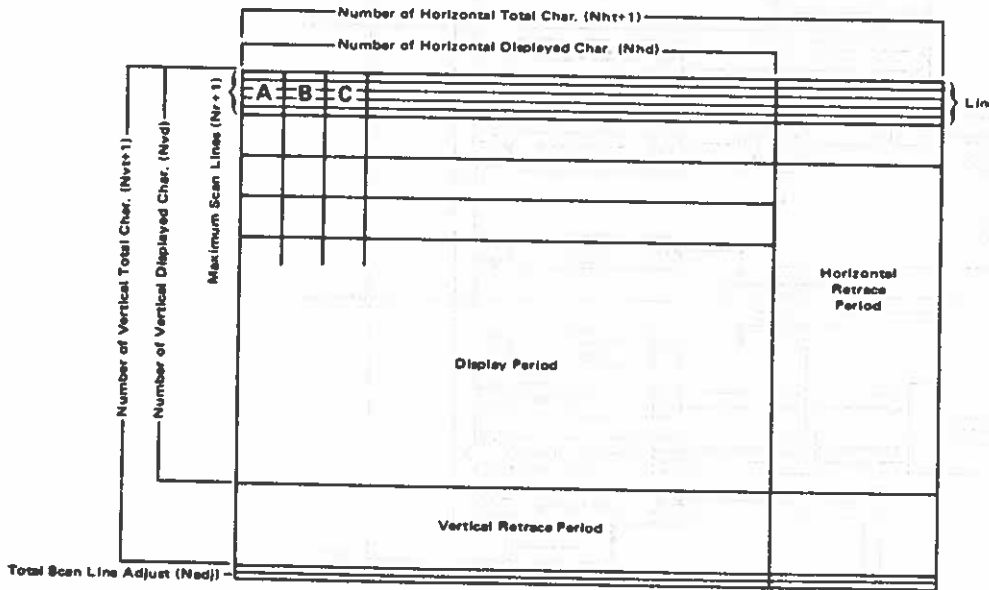 Number of Horizontal Total Char. (Nht+1)
Number of Horizontal Displayed Char. (Nhd)
Number of Vertical Total Char. (Nvt+1)
Number of Vertical Displayed Char. (Nvd)
Maximum Scan Lines (Nr+1)
A B C
Lin
Horizontal
Retrace
Period
Display Period
Vertical Retrace Period
Total Scan Line Adjust (Nadj)